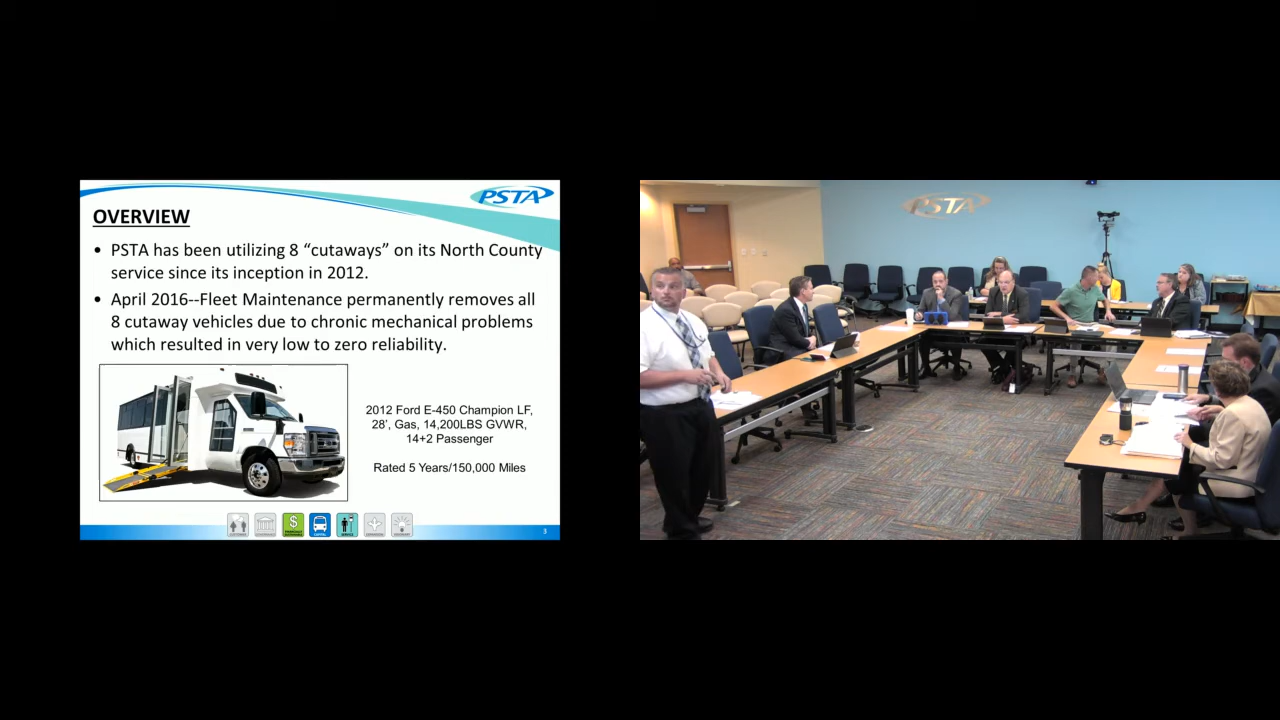 PSTA
OVERVIEW
• PSTA has been utilizing 8 “cutaways” on its North County
service since its inception in 2012.
• April 2016--Fleet Maintenance permanently removes all
8 cutaway vehicles due to chronic mechanical problems
which resulted in very low to zero reliability.
2012 Ford E-450 Champion LF,
28’, Gas, 14,200LBS GVWR,
14+2 Passenger
Rated 5 Years/150,000 Miles
CAPITAL
3
PSTA